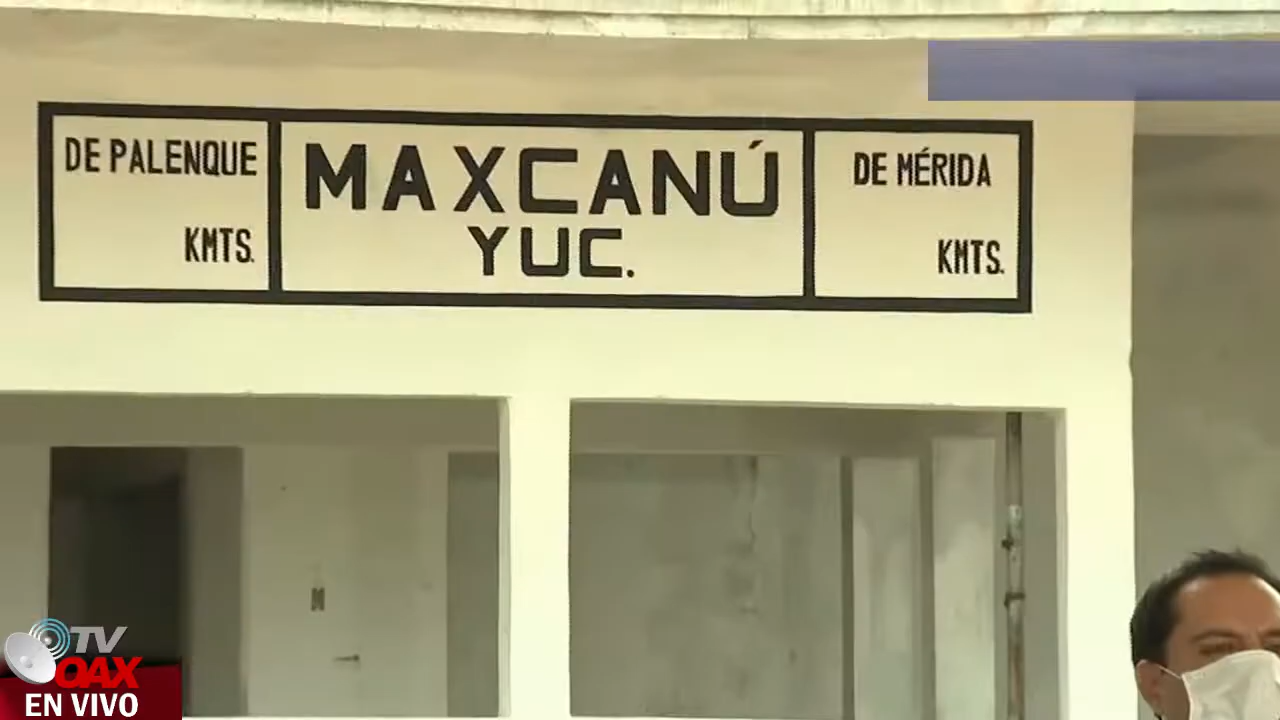 DE PALENQUE
KMTS.
MAXCANÚ
YUC.
DE MÉRIDA
KMTS.
TV
OAX
EN VIVO